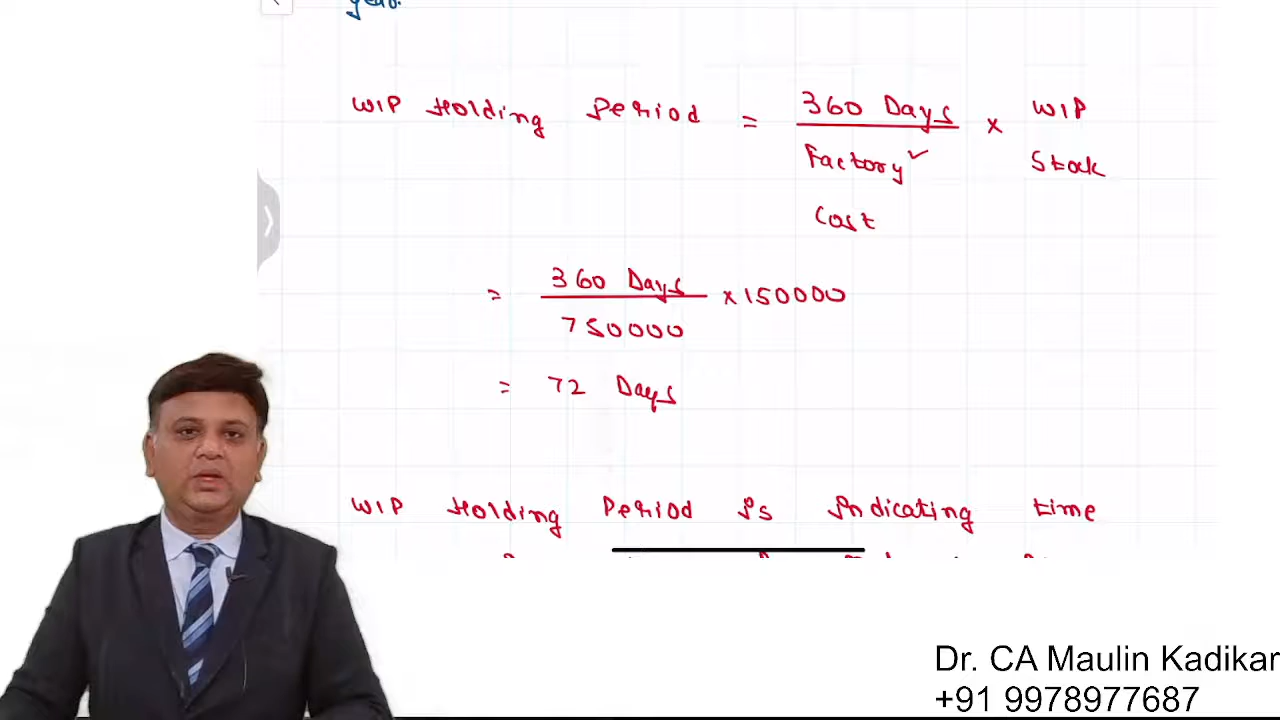 year.
WIP Holding Period = 360 Days / Factory ✓ Cost × WIP Stock
= 360 Days / 750000 × 150000
= 72 Days
WIP Holding Period Is Indicating time
Dr. CA Maulin Kadikar
+91 9978977687